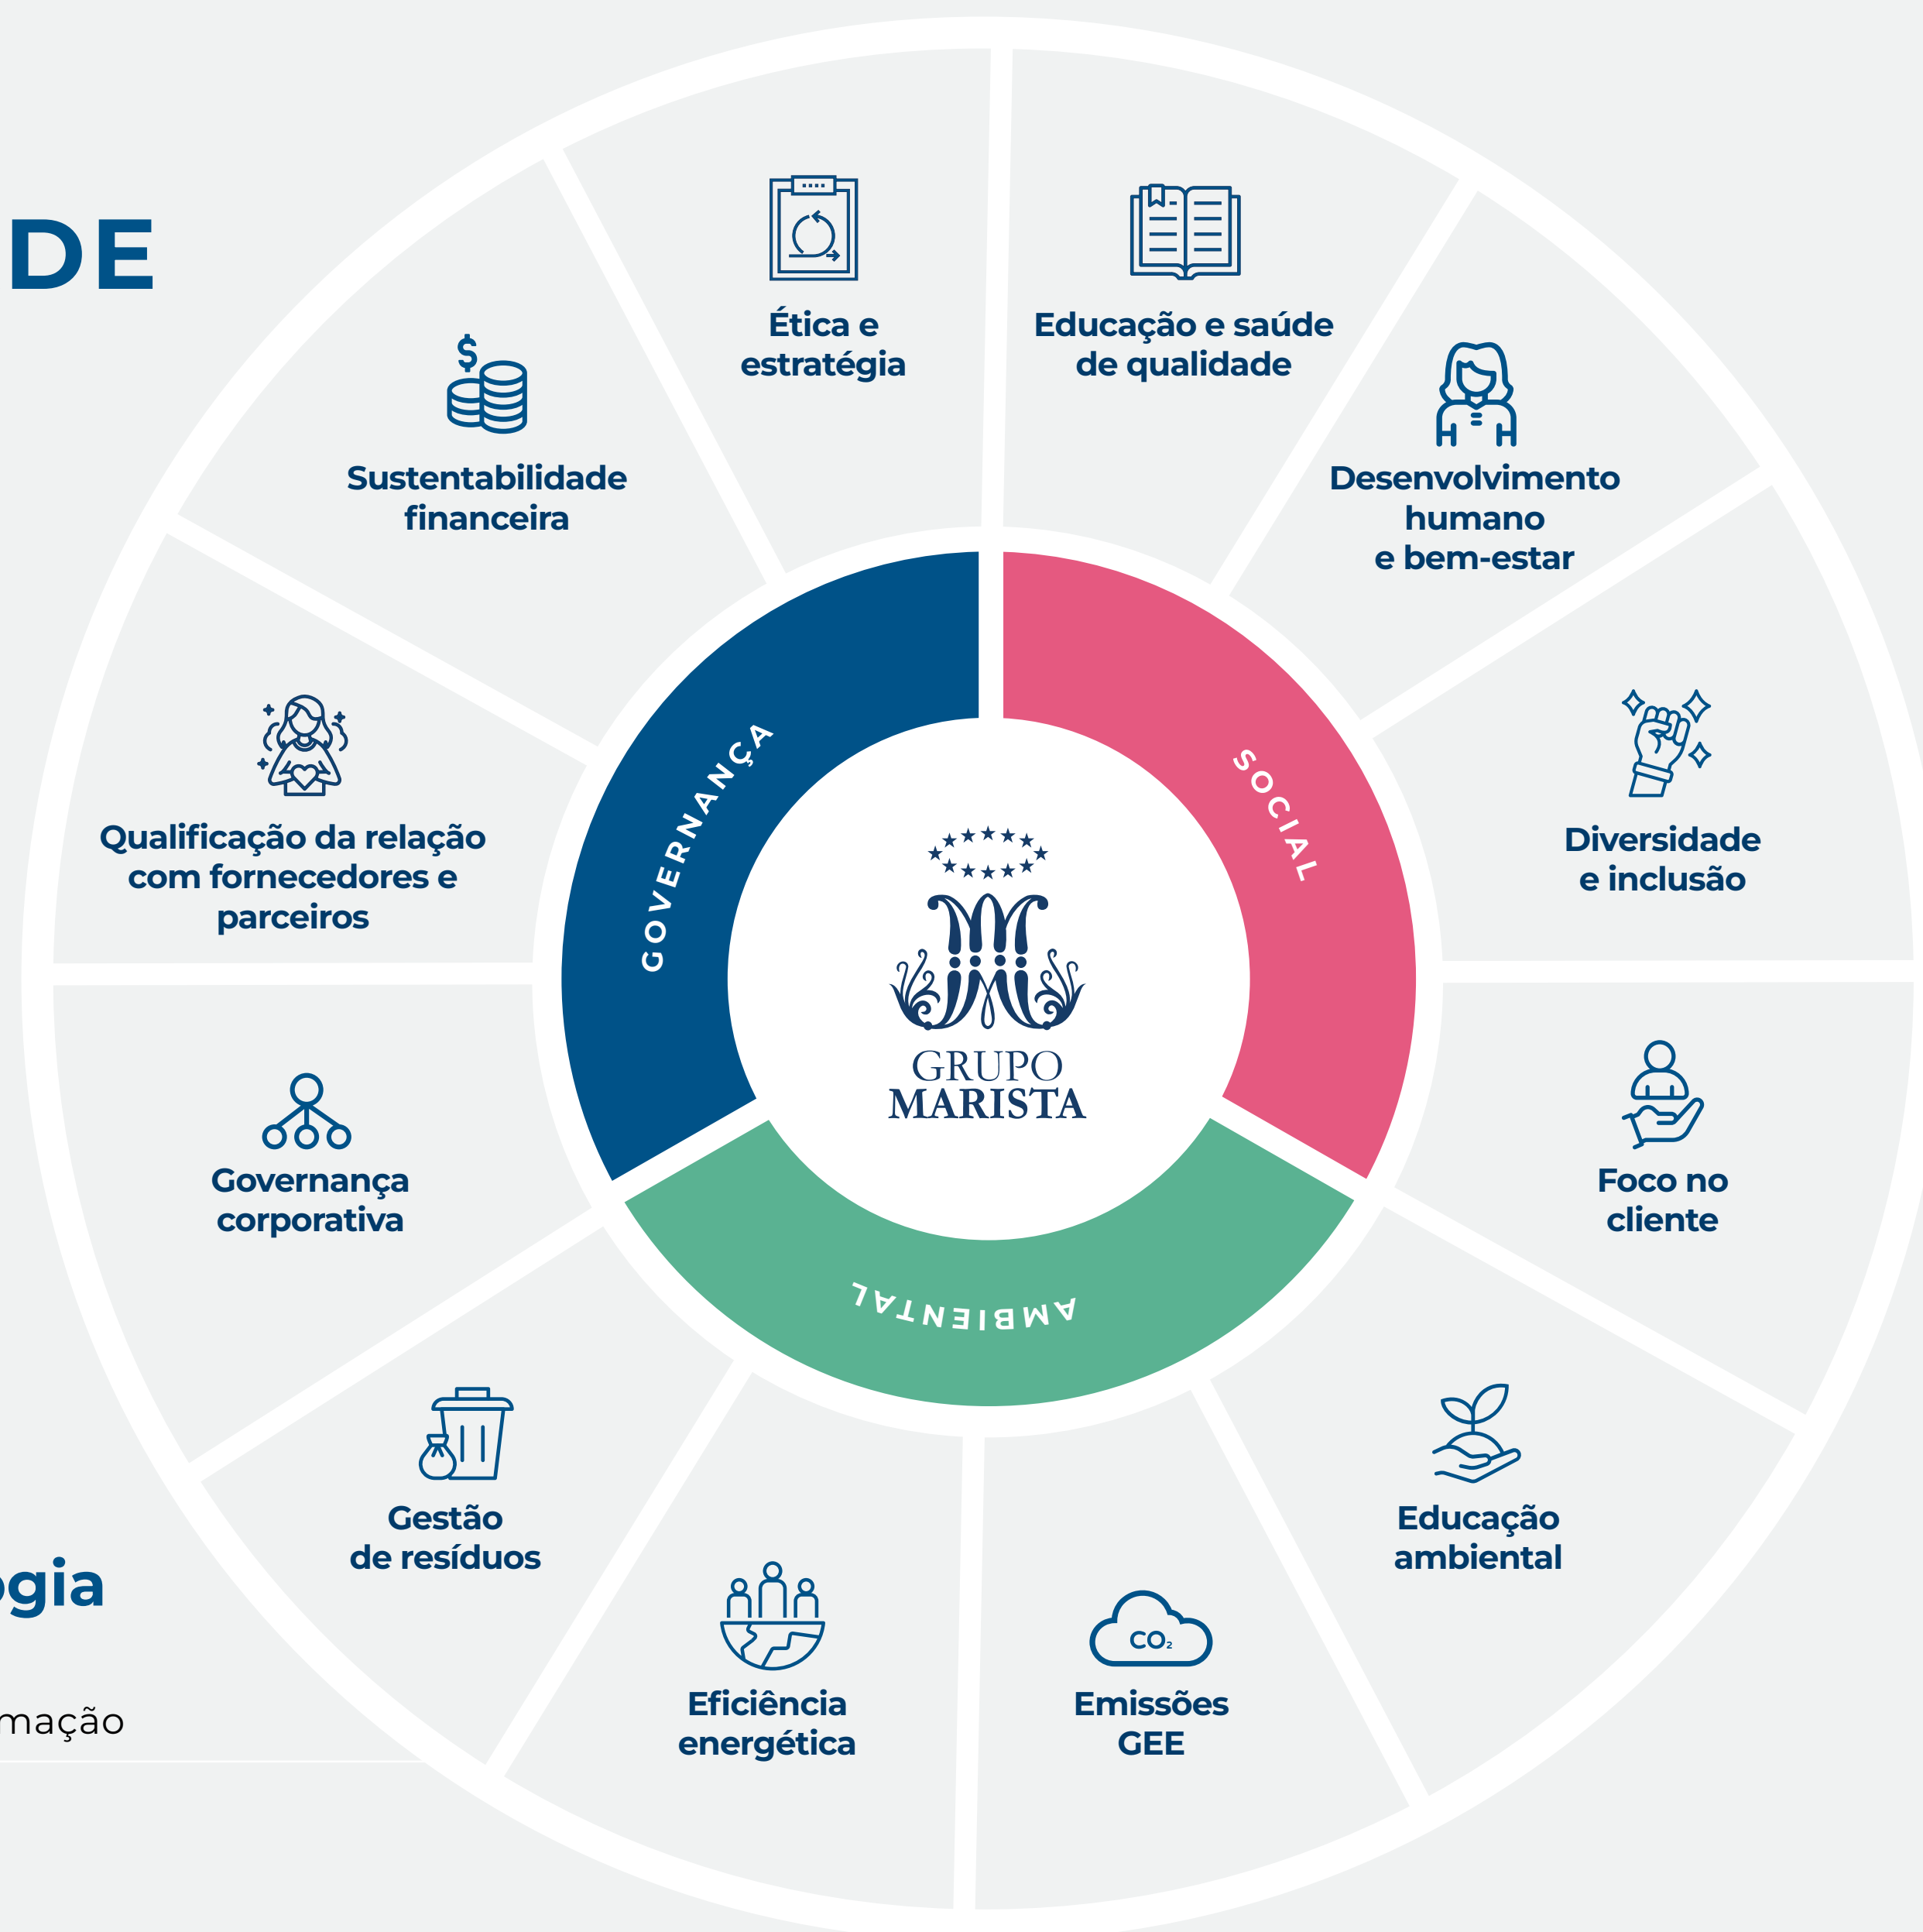 DE
Ética e
estratégia
Educação e saúde
de qualidade
Desenvolvimento
humano
e bem-estar
Diversidade
e inclusão
Foco no
cliente
Educação
ambiental
CO₂
Emissões
GEE
Eficiência
energética
Gestão
de resíduos
Governança
corporativa
Qualificação da relação
com fornecedores e
parceiros
$
Sustentabilidade
financeira
GOVERNANÇA
SOCIAL
AMBIENTAL
GRUPO
MARISTA
gia
mação